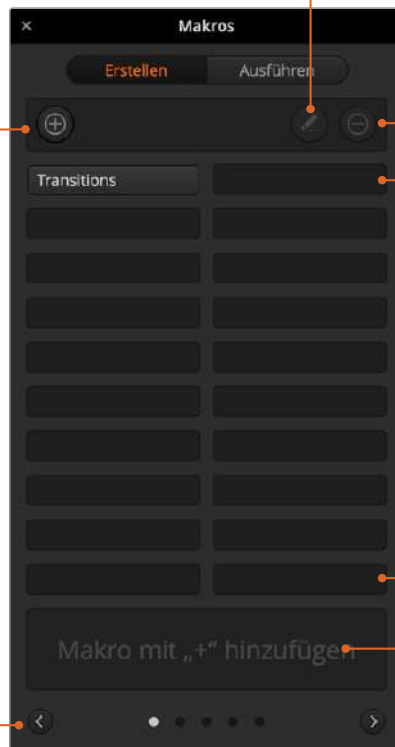 Makros
Erstellen Ausführen
Transitions
Makro mit „+“ hinzufügen